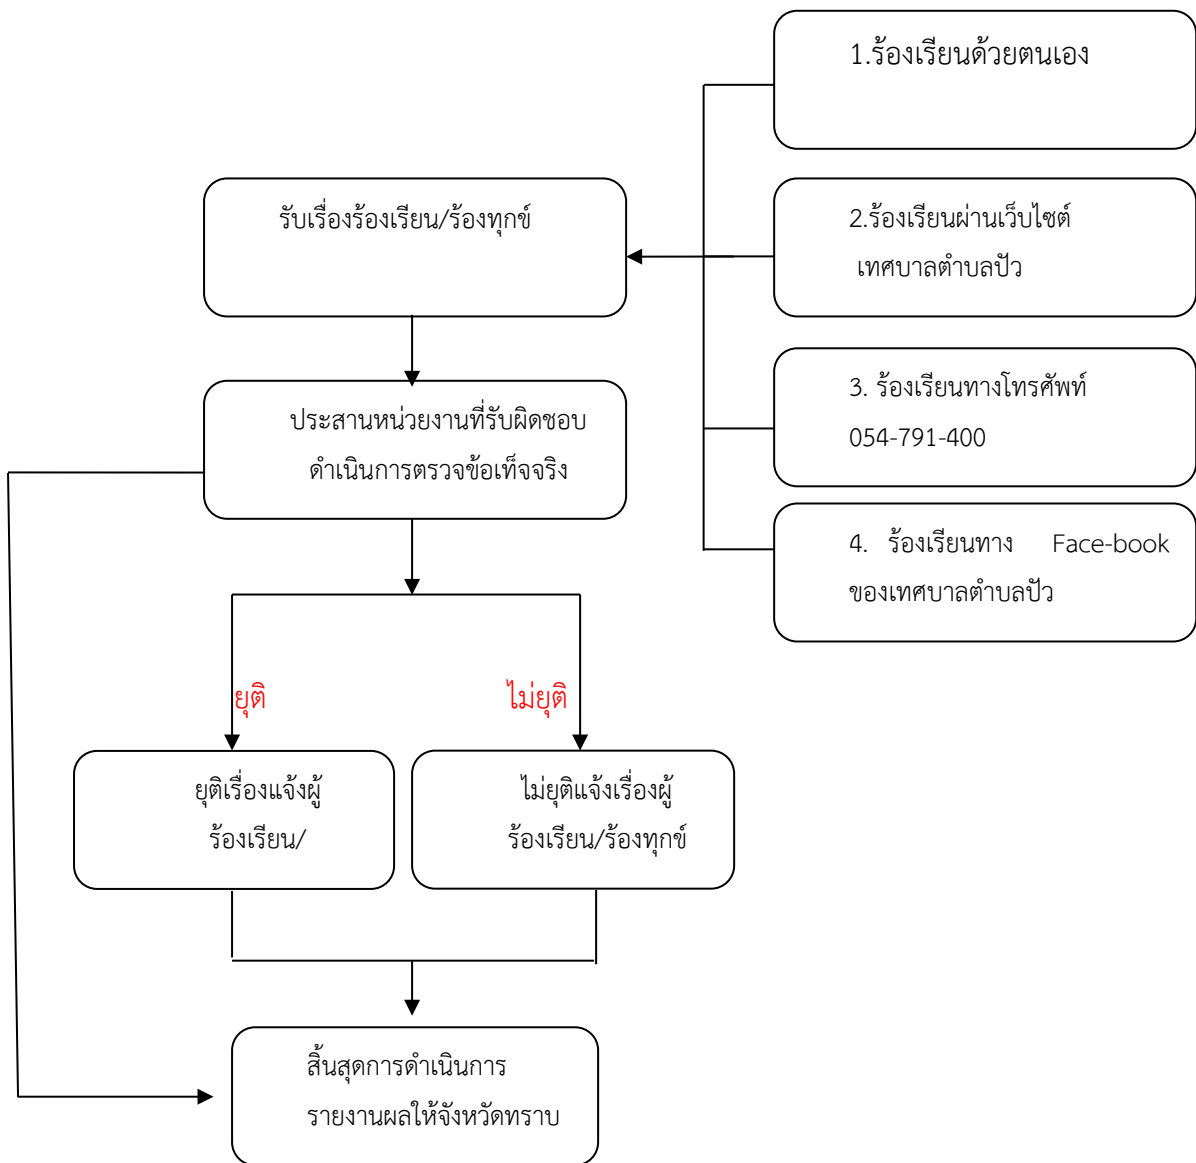 1.ร้องเรียนด้วยตนเอง
รับเรื่องร้องเรียน/ร้องทุกข์
2.ร้องเรียนผ่านเว็บไซต์
เทศบาลตำบลปัว
3. ร้องเรียนทางโทรศัพท์
054-791-400
ประสานหน่วยงานที่รับผิดชอบ
ดำเนินการตรวจข้อเท็จจริง
4. ร้องเรียนทาง Face-book
ของเทศบาลตำบลปัว
ยุติ
ไม่ยุติ
ยุติเรื่องแจ้งผู้
ร้องเรียน/
ไม่ยุติแจ้งเรื่องผู้
ร้องเรียน/ร้องทุกข์
สิ้นสุดการดำเนินการ
รายงานผลให้จังหวัดทราบ